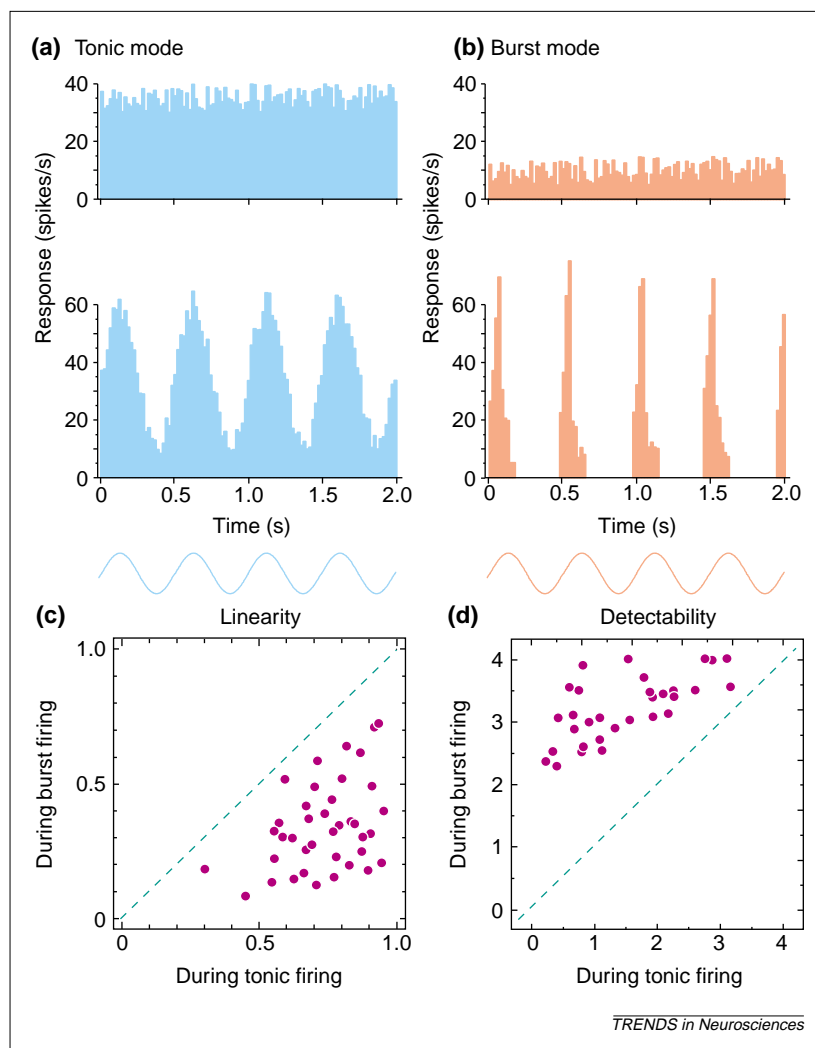 (a) Tonic mode
(b) Burst mode
Response (spikes/s)
40
20
0
60
40
20
0
0
0.5
1.0
1.5
2.0
Time (s)
Response (spikes/s)
40
20
0
60
40
20
0
0
0.5
1.0
1.5
2.0
Time (s)
(c)
Linearity
During burst firing
1.0
0.5
0
0
0.5
1.0
During tonic firing
(d)
Detectability
During burst firing
4
3
2
1
0
0
1
2
3
4
During tonic firing
TRENDS in Neurosciences